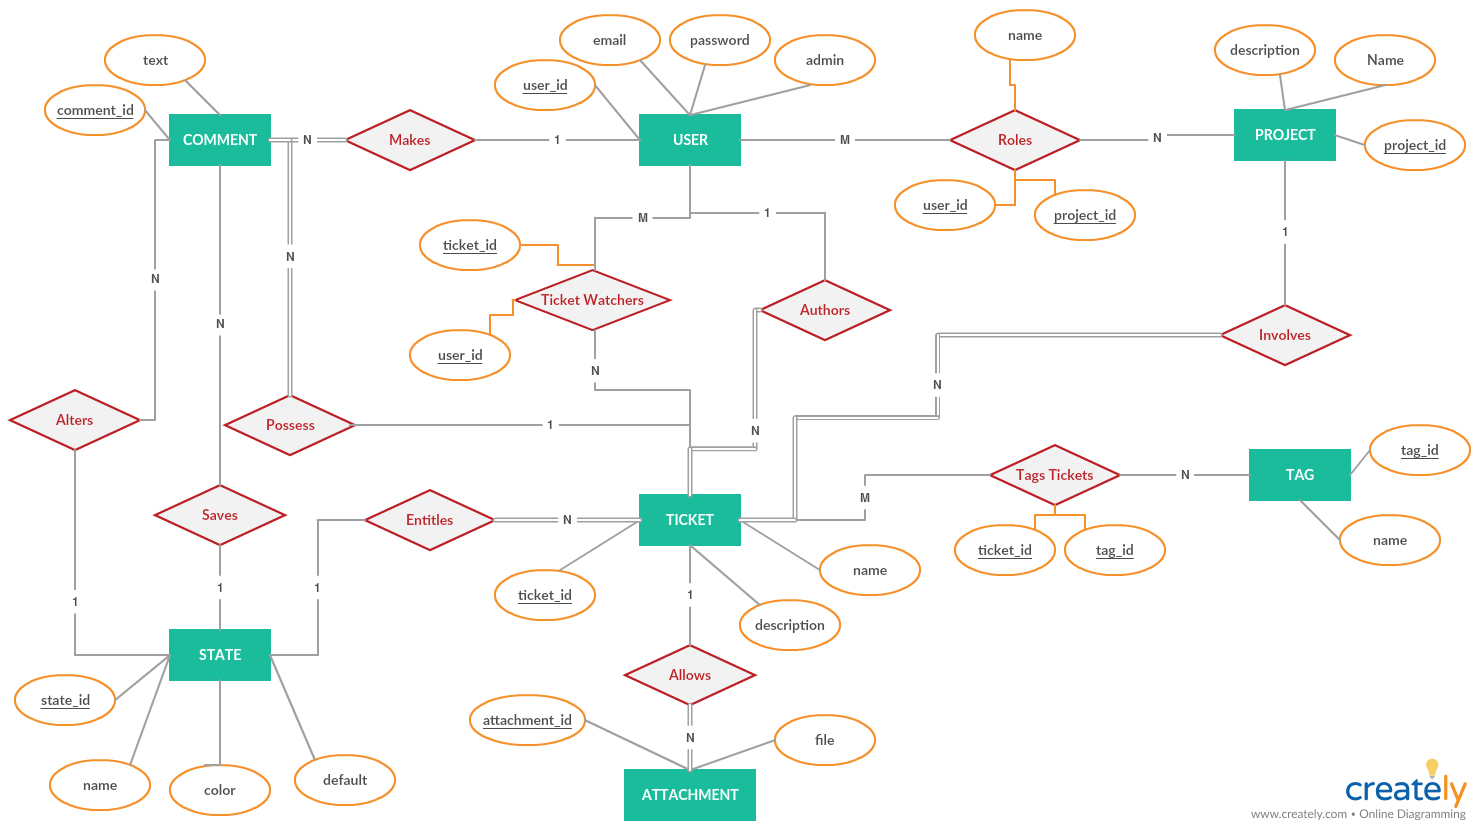 name
email
password
description
Name
text
admin
user_id
comment_id
COMMENT
N
Makes
1
USER
M
Roles
N
PROJECT
project_id
user_id
project_id
M
1
ticket_id
1
N
N
Ticket Watchers
Authors
N
Involves
user_id
N
N
Alters
Possess
1
N
tag_id
Tags Tickets
N
TAG
M
Saves
Entitles
N
TICKET
ticket_id
tag_id
name
name
1
1
1
ticket_id
1
description
STATE
Allows
state_id
attachment_id
N
file
name
color
default
ATTACHMENT
creately
www.creately.com • Online Diagramming